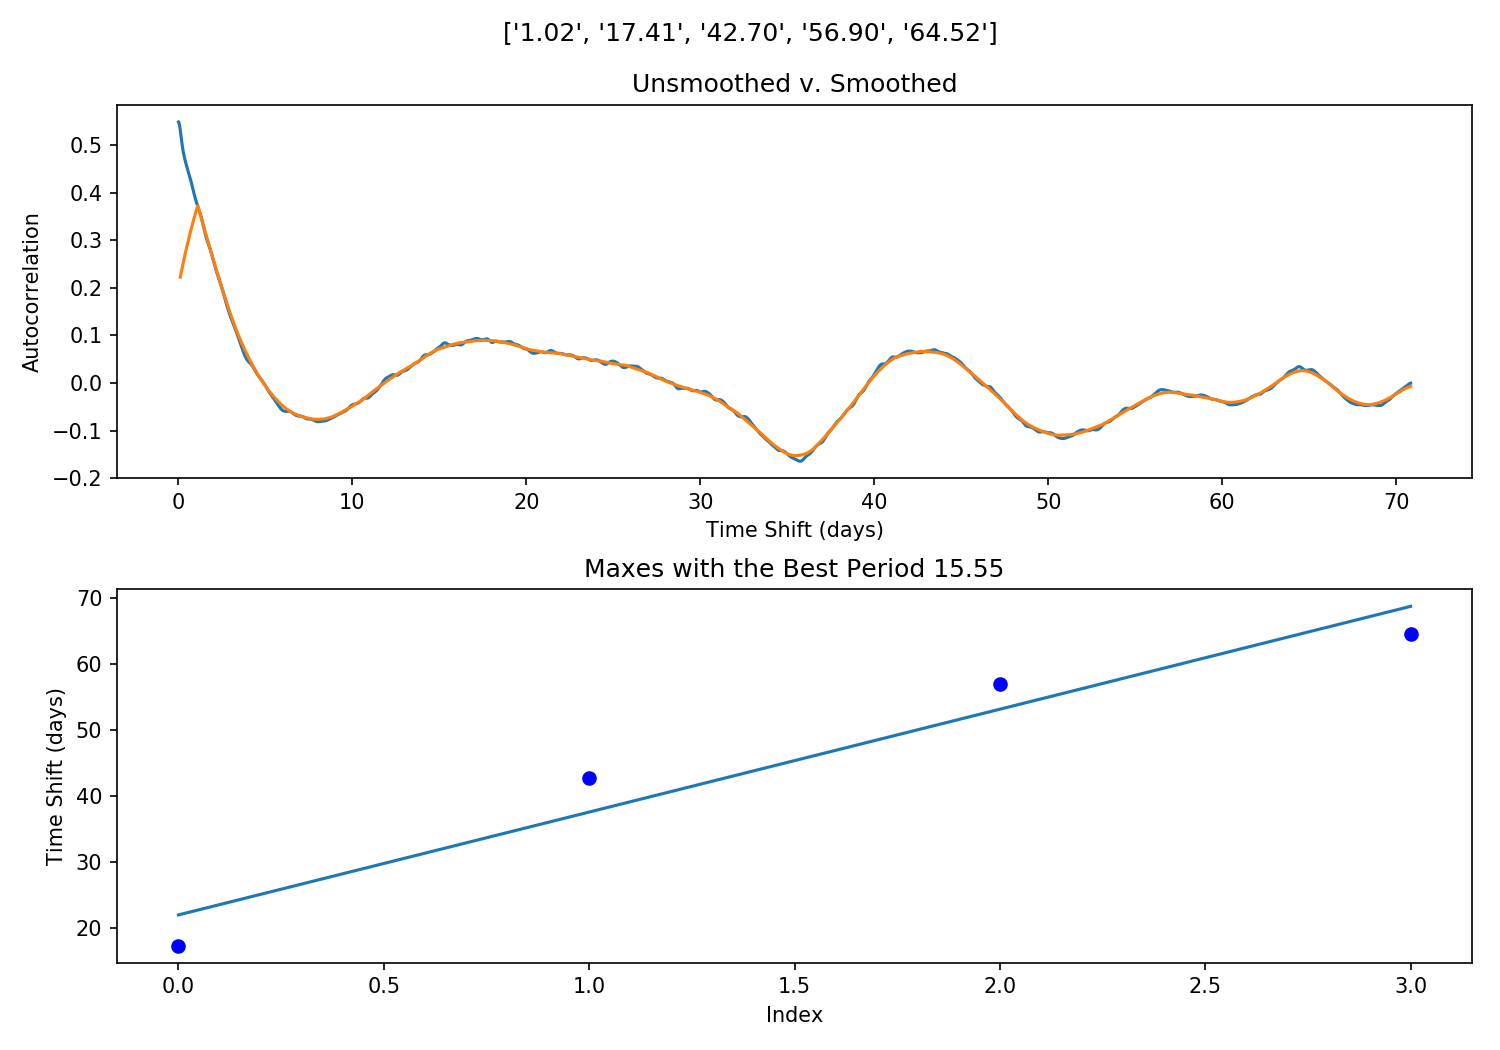 ['1.02', '17.41', '42.70', '56.90', '64.52']
Unsmoothed v. Smoothed
Autocorrelation
0.5
0.4
0.3
0.2
0.1
0.0
−0.1
−0.2
0 10 20 30 40 50 60 70
Time Shift (days)
Maxes with the Best Period 15.55
Time Shift (days)
70
60
50
40
30
20
0.0 0.5 1.0 1.5 2.0 2.5 3.0
Index